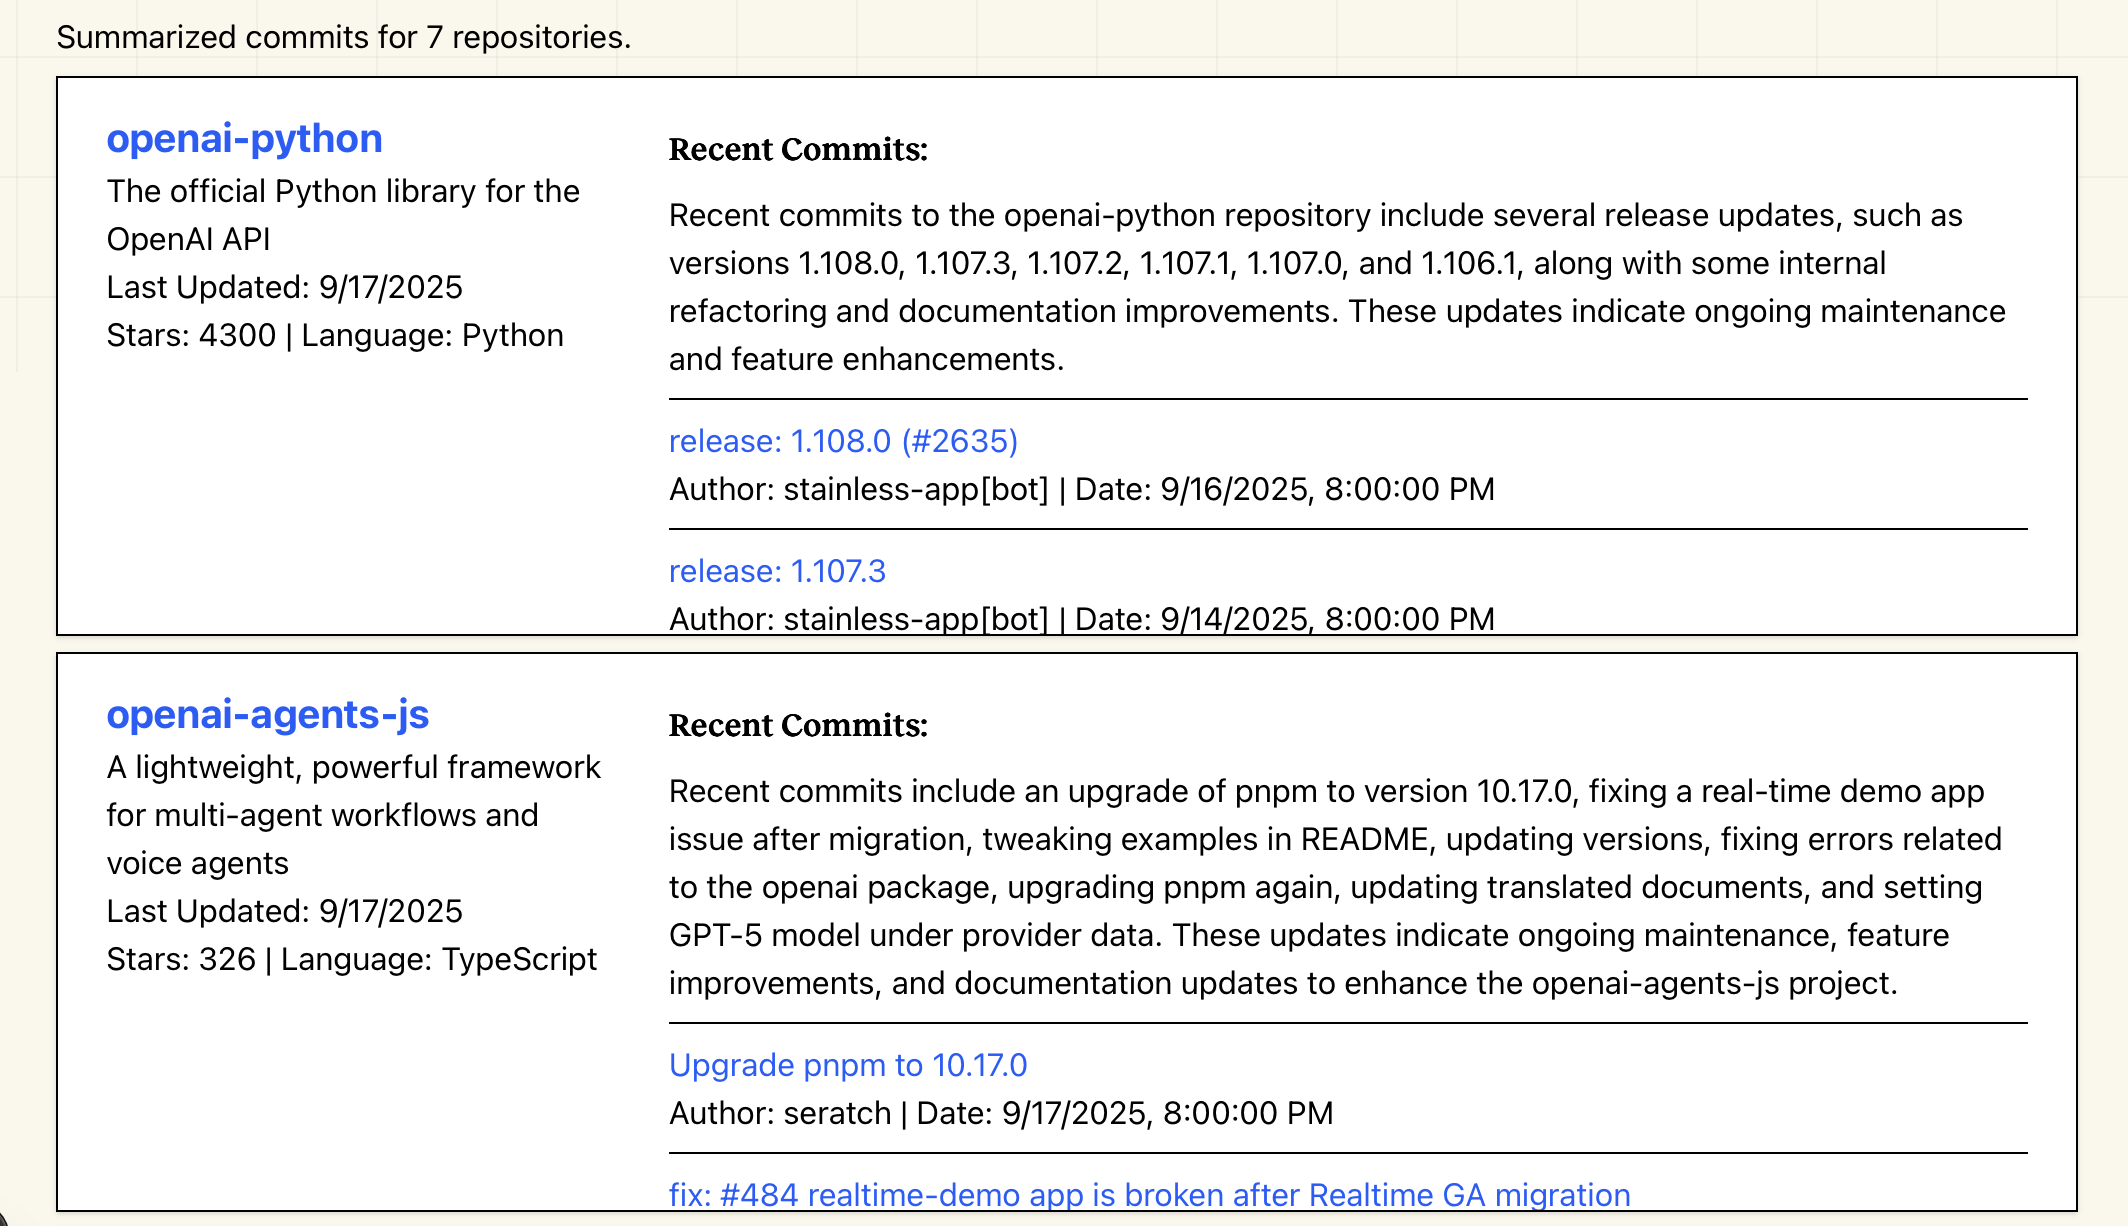 Summarized commits for 7 repositories.
openai-python
The official Python library for the
OpenAI API
Last Updated: 9/17/2025
Stars: 4300 | Language: Python
Recent Commits:
Recent commits to the openai-python repository include several release updates, such as
versions 1.108.0, 1.107.3, 1.107.2, 1.107.1, 1.107.0, and 1.106.1, along with some internal
refactoring and documentation improvements. These updates indicate ongoing maintenance
and feature enhancements.
release: 1.108.0 (#2635)
Author: stainless-app[bot] | Date: 9/16/2025, 8:00:00 PM
release: 1.107.3
Author: stainless-app[bot] | Date: 9/14/2025, 8:00:00 PM
openai-agents-js
A lightweight, powerful framework
for multi-agent workflows and
voice agents
Last Updated: 9/17/2025
Stars: 326 | Language: TypeScript
Recent Commits:
Recent commits include an upgrade of pnpm to version 10.17.0, fixing a real-time demo app
issue after migration, tweaking examples in README, updating versions, fixing errors related
to the openai package, upgrading pnpm again, updating translated documents, and setting
GPT-5 model under provider data. These updates indicate ongoing maintenance, feature
improvements, and documentation updates to enhance the openai-agents-js project.
Upgrade pnpm to 10.17.0
Author: seratch | Date: 9/17/2025, 8:00:00 PM
fix: #484 realtime-demo app is broken after Realtime GA migration